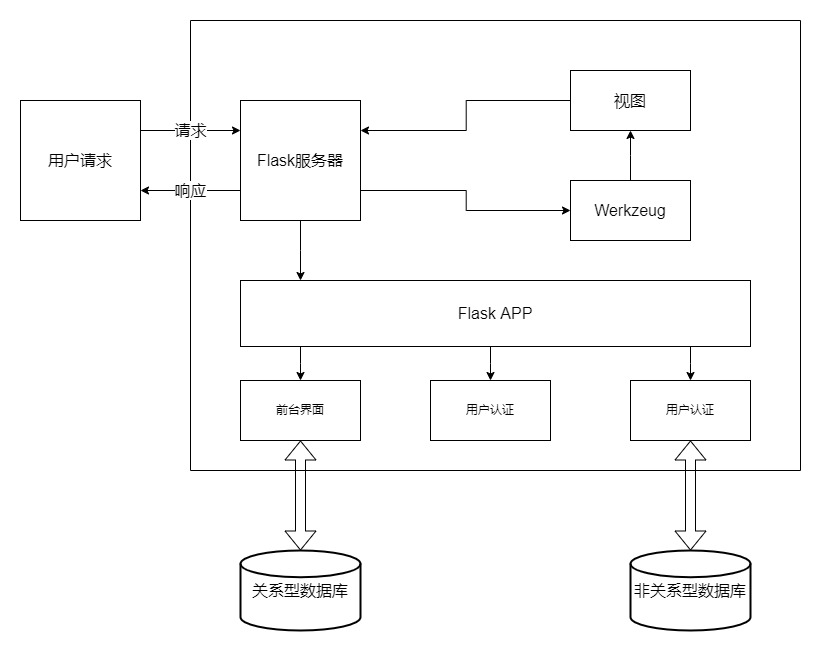 视图
请求
用户请求
Flask服务器
响应
Werkzeug
Flask APP
前台界面
用户认证
用户认证
关系型数据库
非关系型数据库